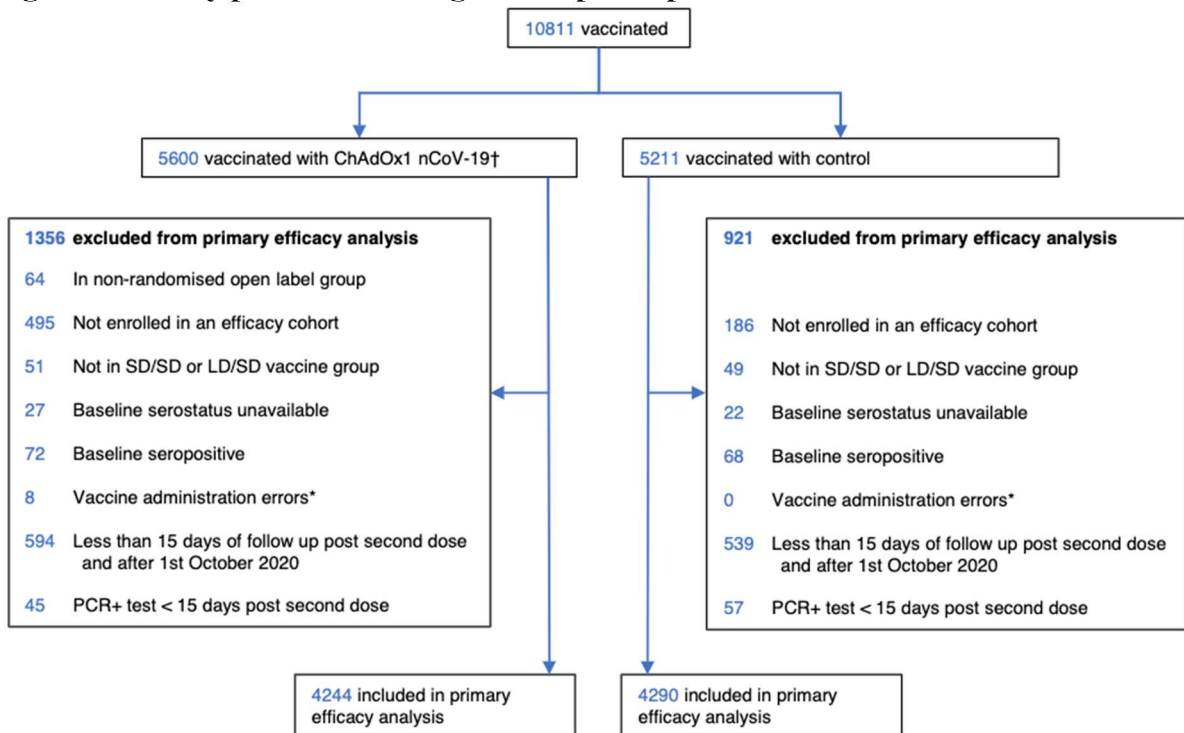 10811 vaccinated
5600 vaccinated with ChAdOx1 nCoV-19†
5211 vaccinated with control
1356 excluded from primary efficacy analysis
64 In non-randomised open label group
495 Not enrolled in an efficacy cohort
51 Not in SD/SD or LD/SD vaccine group
27 Baseline serostatus unavailable
72 Baseline seropositive
8 Vaccine administration errors*
594 Less than 15 days of follow up post second dose
and after 1st October 2020
45 PCR+ test < 15 days post second dose
921 excluded from primary efficacy analysis
186 Not enrolled in an efficacy cohort
49 Not in SD/SD or LD/SD vaccine group
22 Baseline serostatus unavailable
68 Baseline seropositive
0 Vaccine administration errors*
539 Less than 15 days of follow up post second dose
and after 1st October 2020
57 PCR+ test < 15 days post second dose
4244 included in primary
efficacy analysis
4290 included in primary
efficacy analysis